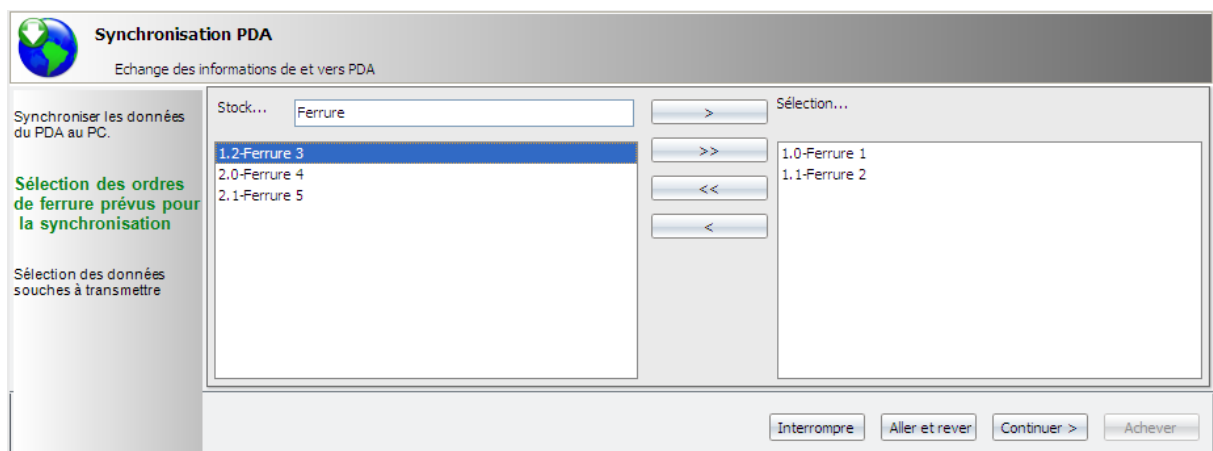 Synchronisation PDA
Echange des informations de et vers PDA
Synchroniser les données
du PDA au PC.
Sélection des ordres
de ferrure prévus pour
la synchronisation
Sélection des données
souches à transmettre
Stock...
Ferrure
1.2-Ferrure 3
2.0-Ferrure 4
2.1-Ferrure 5
>
>>
<<
<
Sélection...
1.0-Ferrure 1
1.1-Ferrure 2
Interrompre
Aller et rever
Continuer >
Achever